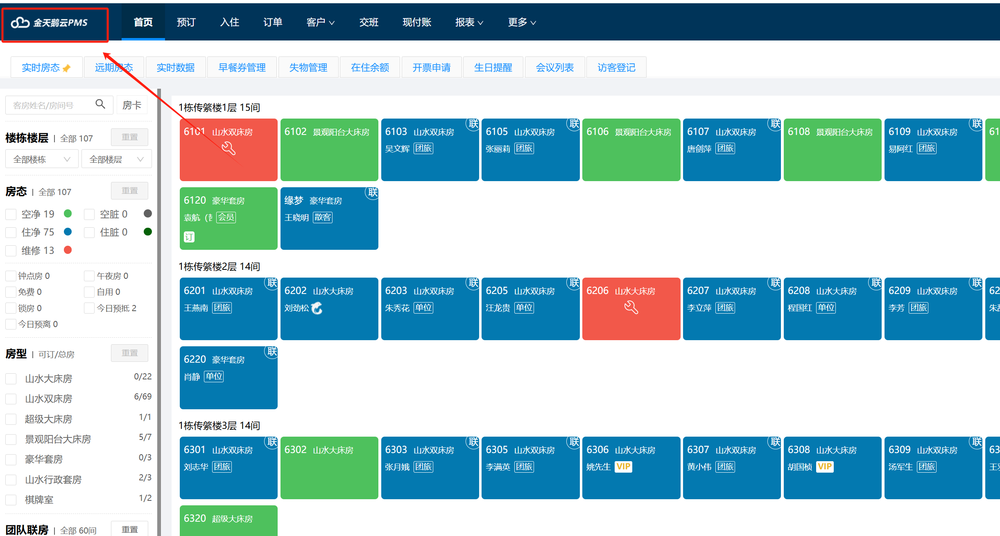 金天鹅云PMS
首页 预订 入住 订单 客户 交班 现付账 报表 更多
实时房态 远期房态 实时数据 早餐券管理 失物管理 在住余额 开票申请 生日提醒 会议列表 访客登记
客房姓名/房间号 房卡
楼栋楼层 | 全部 107 重置
全部楼栋 全部楼层
房态 | 全部 107 重置
空净 19 空脏 0
住净 75 住脏 0
维修 13
钟点房 0 午夜房 0
免费 0 自用 0
锁房 0 今日预抵 2
今日预离 0
房型 | 可订/总房 重置
山水大床房 0/22
山水双床房 6/69
超级大床房 1/1
景观阳台大床房 5/7
豪华套房 0/3
山水行政套房 2/3
棋牌室 1/2
团队联房 | 全部 60间 重置
1栋传繁楼1层 15间
6101 山水双床房
6102 景观阳台大床房
6103 山水双床房 联
吴文辉 团旅
6105 山水双床房 联
张丽莉 团旅
6106 景观阳台大床房
6107 山水双床房 联
唐剑萍 团旅
6108 景观阳台大床房
6109 山水双床房 联
易阿红 团旅
61
6120 豪华套房
袁航 ( 会员
订
缘梦 豪华套房 联
王晓明 散客
1栋传繁楼2层 14间
6201 山水双床房 联
王燕南 团旅
6202 山水大床房
刘劲松
6203 山水双床房 联
朱秀花 单位
6205 山水双床房 联
汪龙贵 单位
6206 山水大床房
6207 山水双床房 联
李立萍 团旅
6208 山水大床房 联
程国红 单位
6209 山水双床房 联
李芳 团旅
62
朱
6220 豪华套房 联
肖静 单位
1栋传繁楼3层 14间
6301 山水双床房 联
刘志华 团旅
6302 山水大床房
6303 山水双床房 联
张月娥 团旅
6305 山水双床房 联
李满英 团旅
6306 山水大床房
姚先生 VIP
6307 山水双床房 联
黄小伟 团旅
6308 山水大床房
胡国桢 VIP
6309 山水双床房 联
汤军生 团旅
63
王
6320 超级大床房